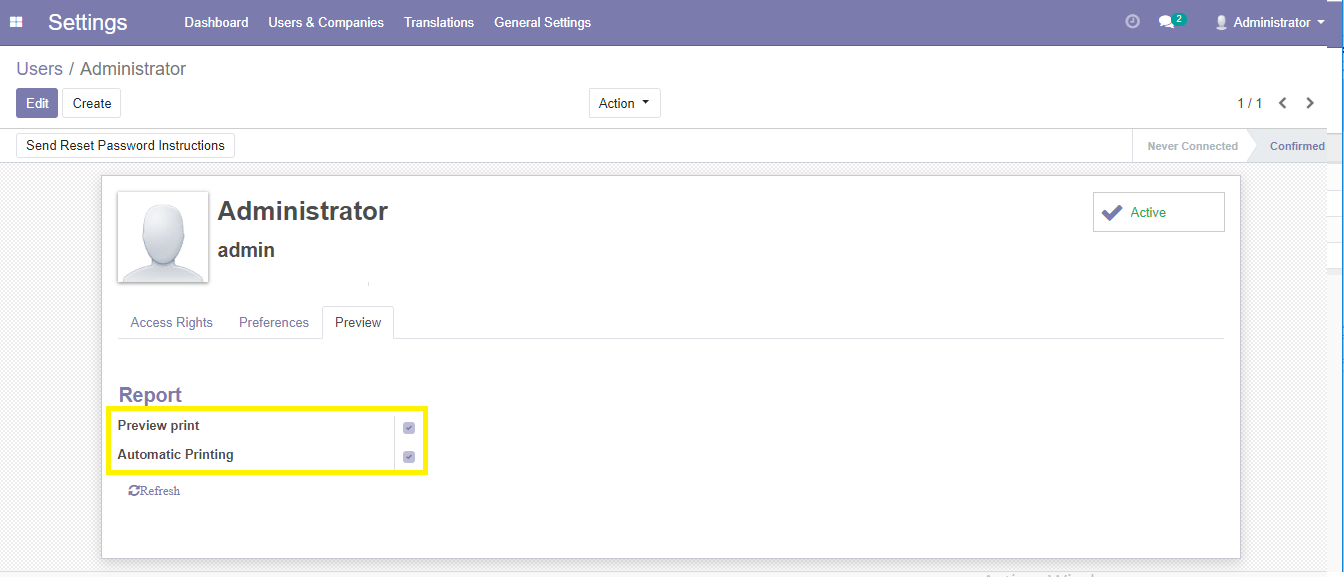 Settings Dashboard Users & Companies Translations General Settings 2 Administrator
Users / Administrator
Edit Create Action 1 / 1
Send Reset Password Instructions Never Connected Confirmed
Administrator Active
admin
Access Rights Preferences Preview
Report
Preview print
Automatic Printing
Refresh